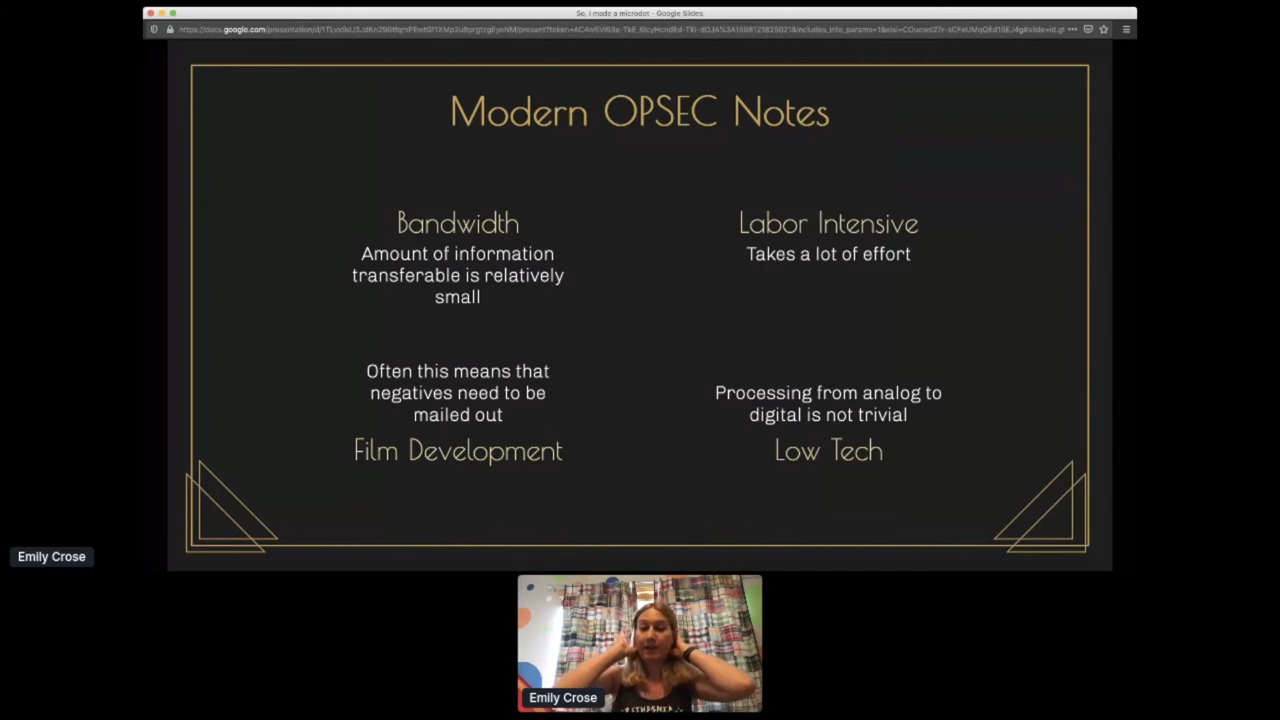 So, I made a microdot - Google Slides
Modern OPSEC Notes
Bandwidth
Amount of information
transferable is relatively
small
Labor Intensive
Takes a lot of effort
Often this means that
negatives need to be
mailed out
Film Development
Processing from analog to
digital is not trivial
Low Tech
Emily Crose
Emily Crose